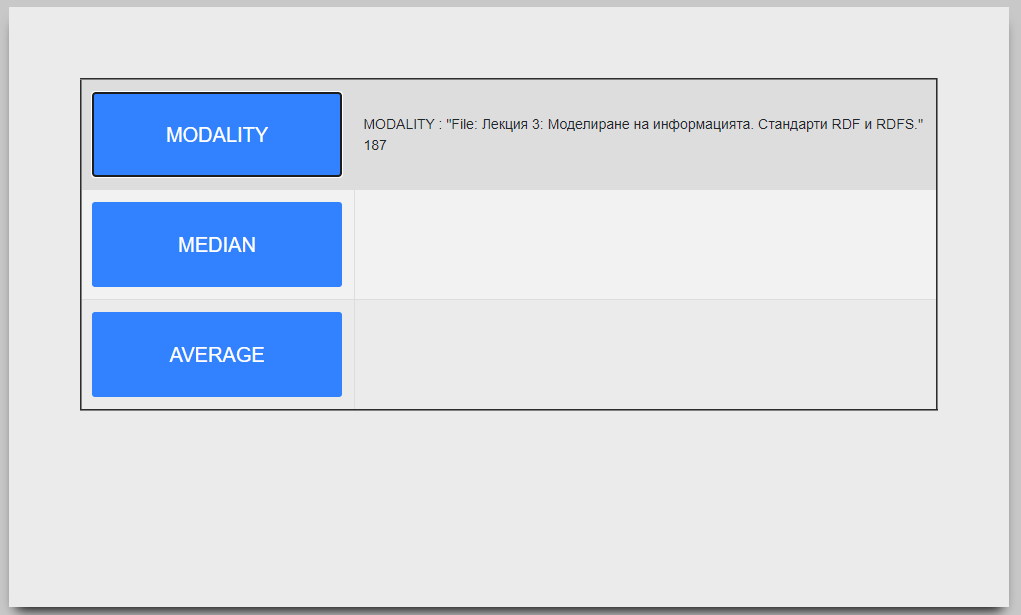 MODALITY
MODALITY : "File: Лекция 3: Моделиране на информацията. Стандарти RDF и RDFS."
187
MEDIAN
AVERAGE